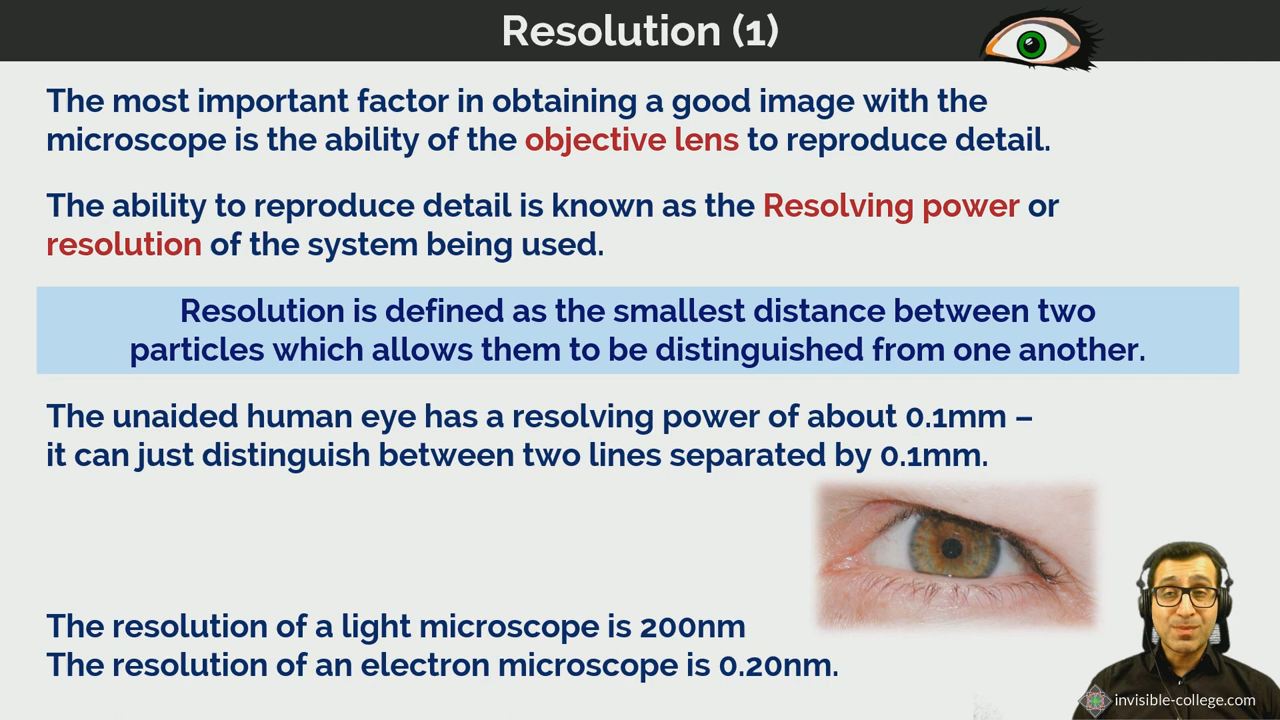 Resolution (1)
The most important factor in obtaining a good image with the
microscope is the ability of the objective lens to reproduce detail.
The ability to reproduce detail is known as the Resolving power or
resolution of the system being used.
Resolution is defined as the smallest distance between two
particles which allows them to be distinguished from one another.
The unaided human eye has a resolving power of about 0.1mm –
it can just distinguish between two lines separated by 0.1mm.
The resolution of a light microscope is 200nm
The resolution of an electron microscope is 0.20nm.
invisible-college.com